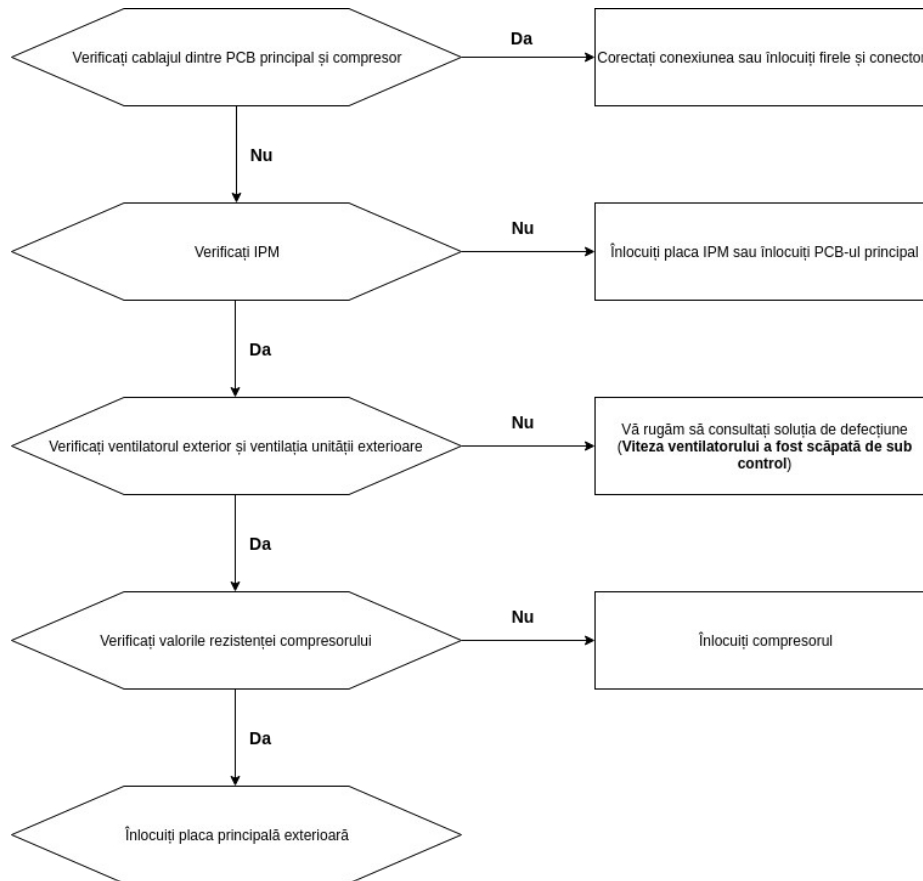 Verificați cablajul dintre PCB principal și compresor
Da
Corectați conexiunea sau înlocuiți firele și conector
Nu
Verificați IPM
Nu
Înlocuiți placa IPM sau înlocuiți PCB-ul principal
Da
Verificați ventilatorul exterior și ventilația unității exterioare
Nu
Vă rugăm să consultați soluția de defecțiune
(Viteza ventilatorului a fost scăpată de sub
control)
Da
Verificați valorile rezistenței compresorului
Nu
Înlocuiți compresorul
Da
Înlocuiți placa principală exterioară